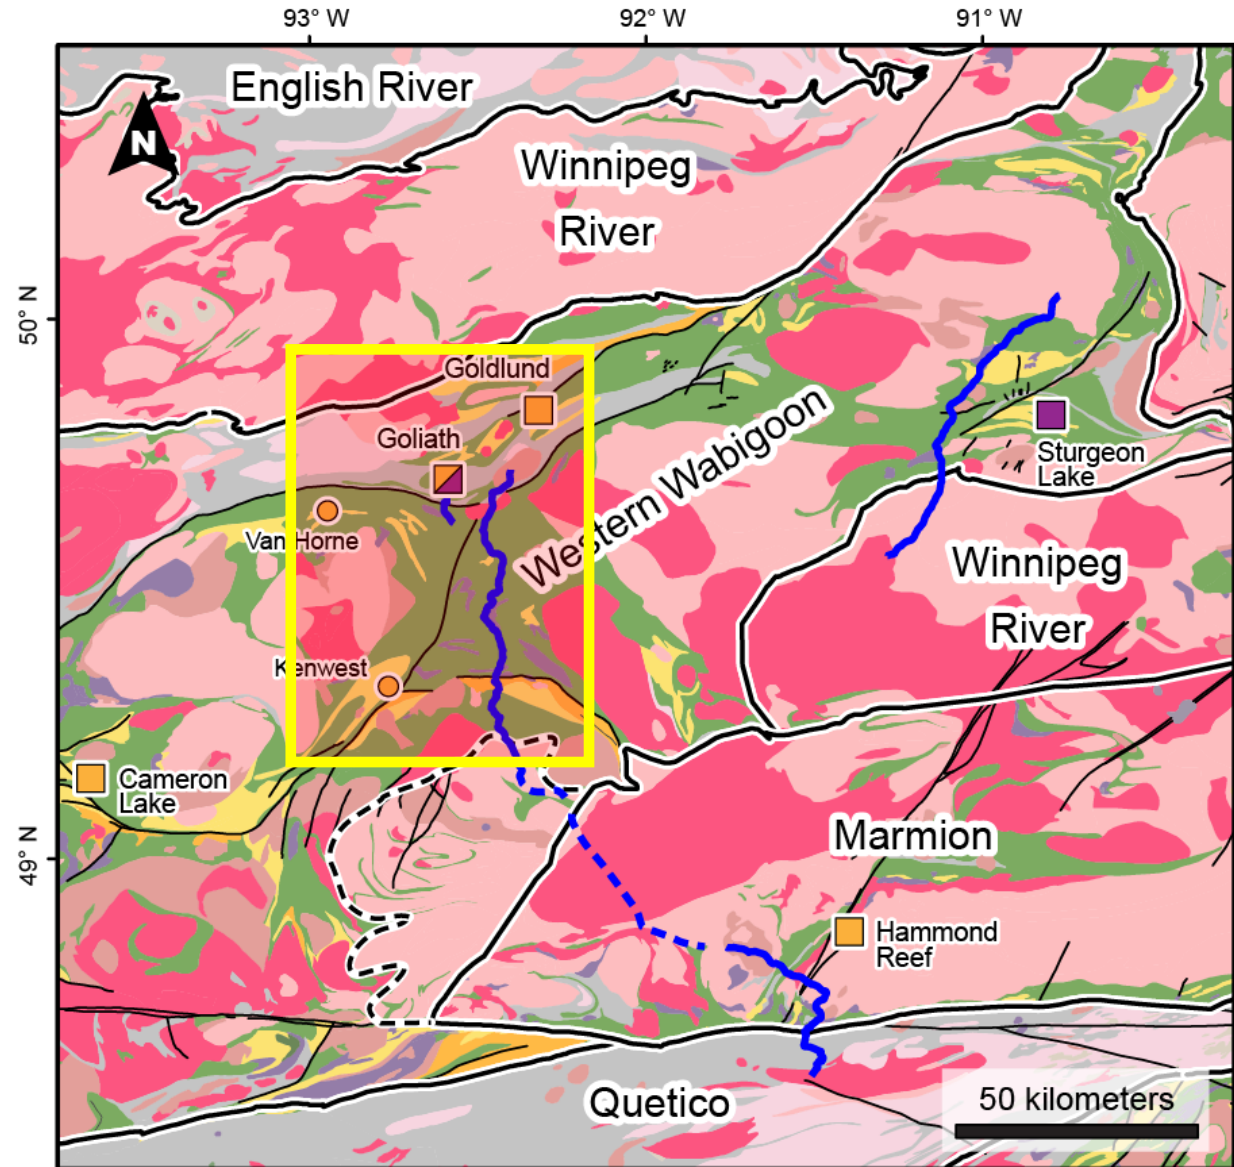 93° W
92° W
91° W
English River
N
Winnipeg
River
50° N
Goldlund
Goliath
Sturgeon
Lake
Western Wabigoon
Van Horne
Winnipeg
River
Kenwest
Cameron
Lake
Marmion
49° N
Hammond
Reef
Quetico
50 kilometers